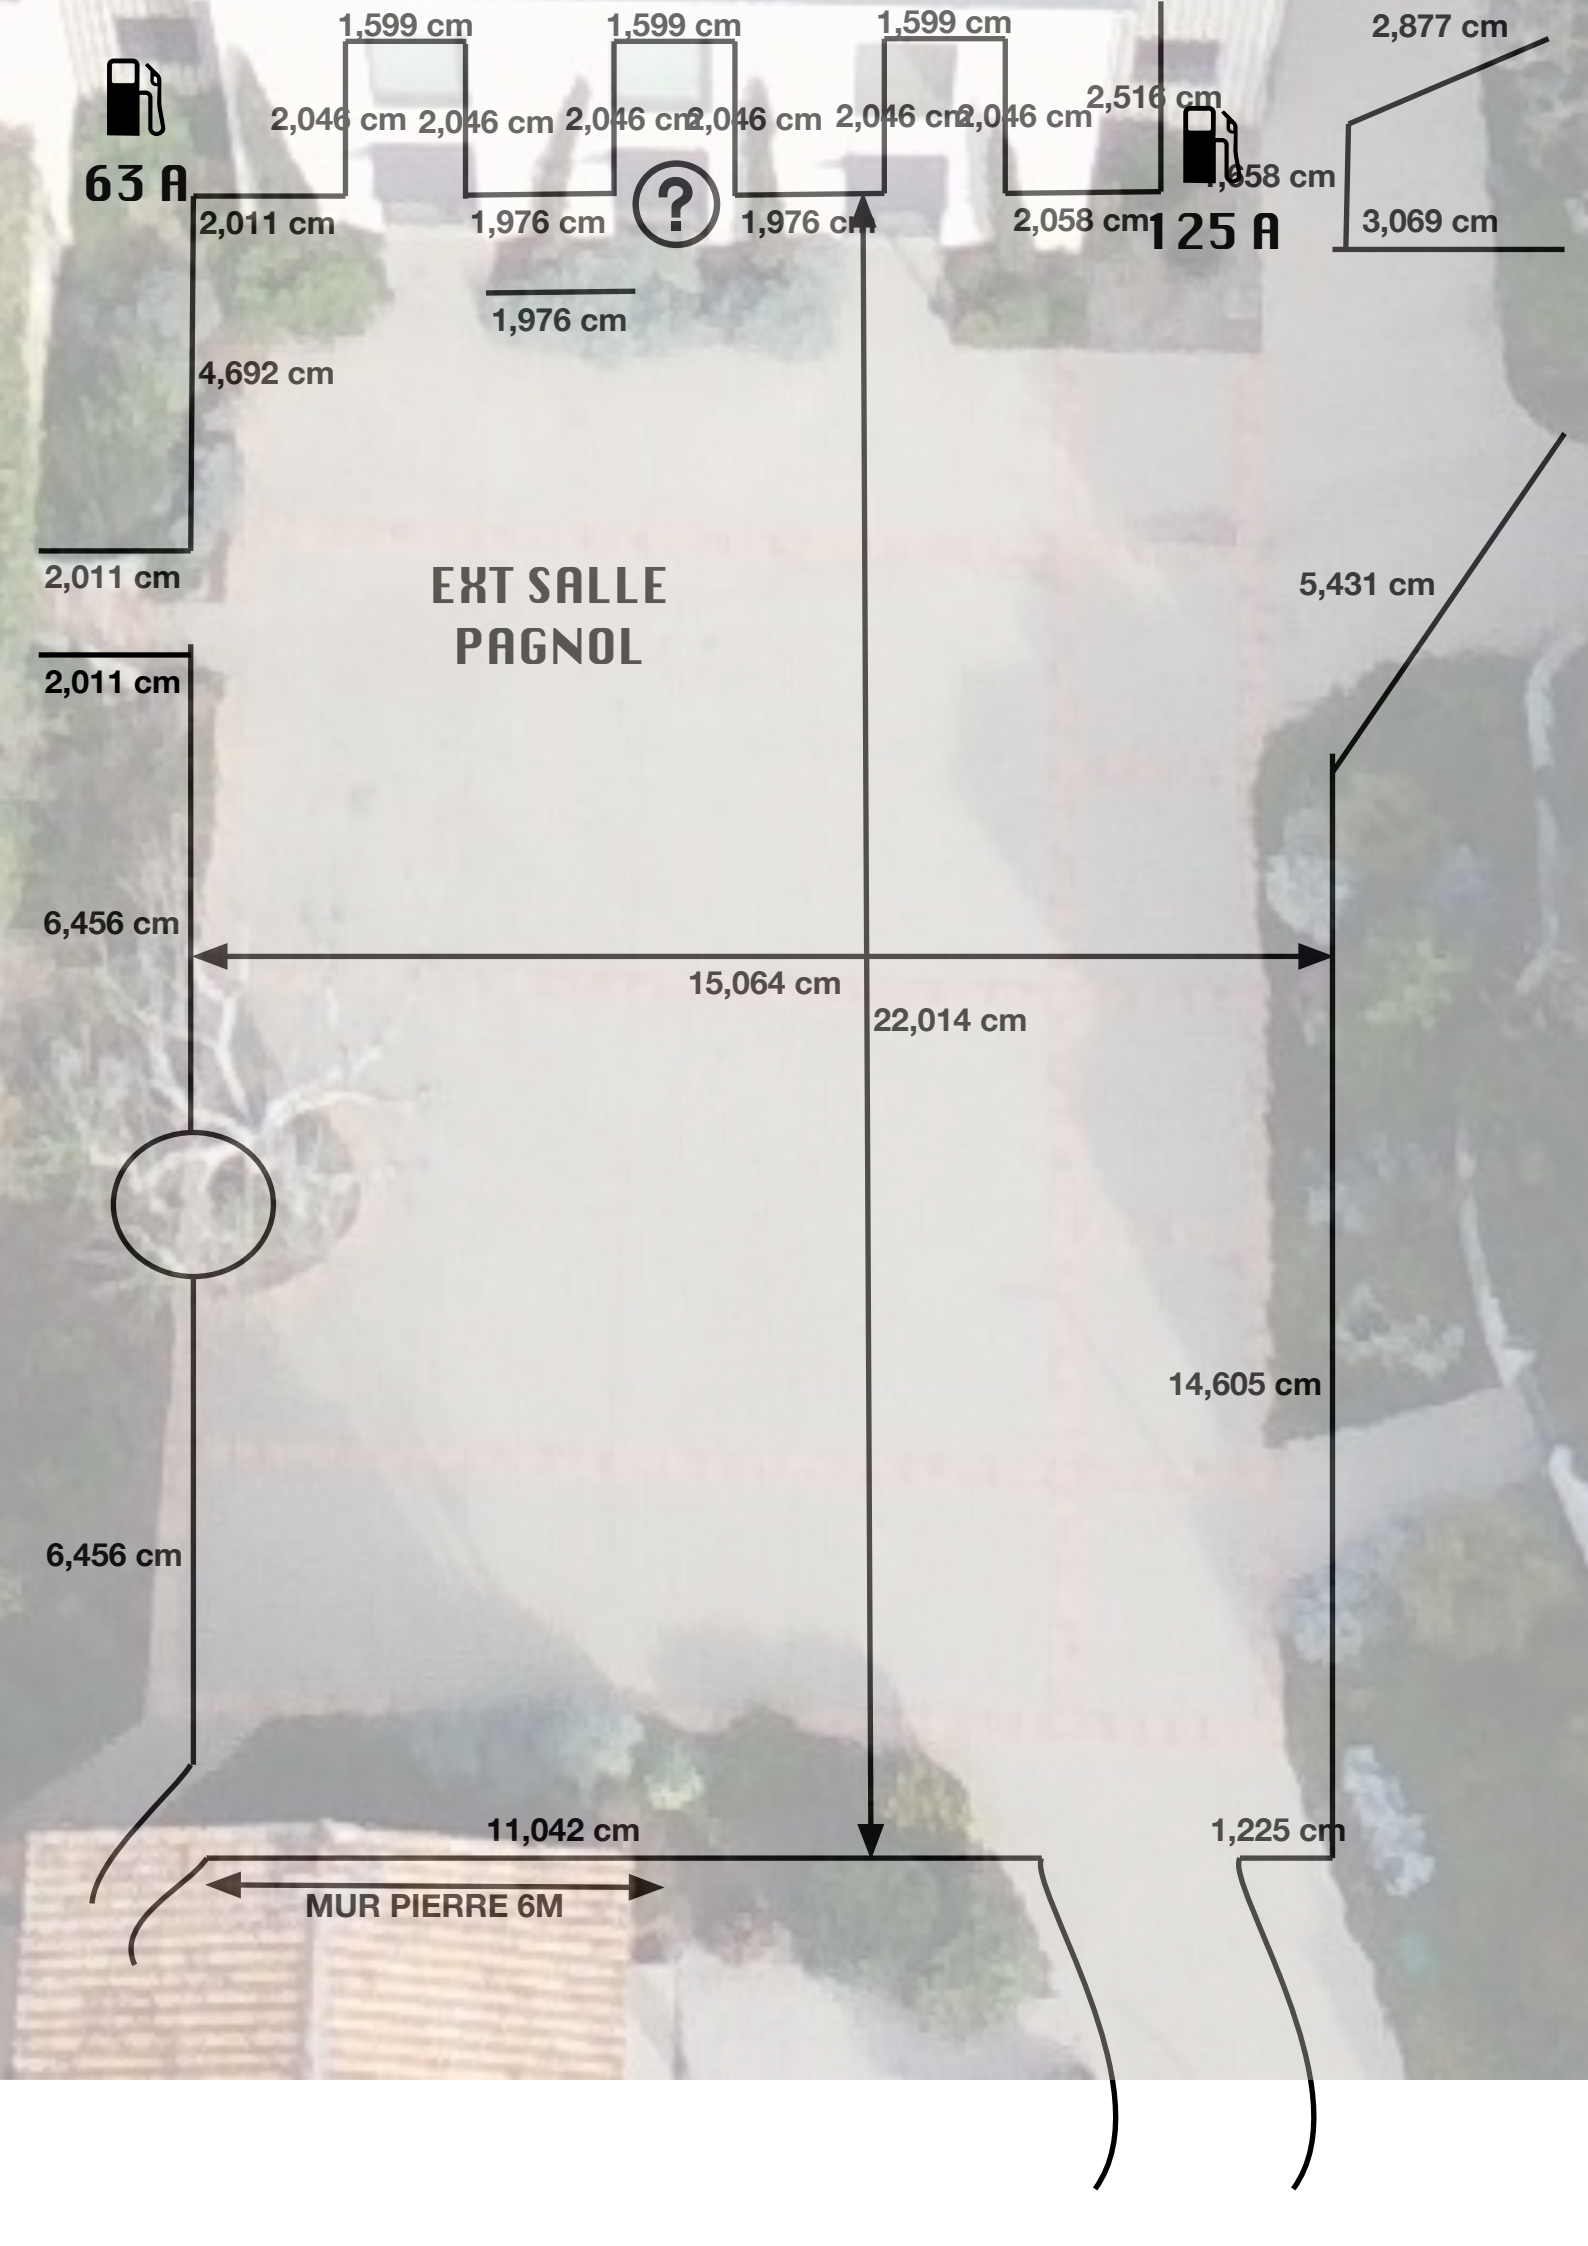 1,599 cm
1,599 cm
1,599 cm
2,877 cm
2,516 cm
2,046 cm
2,046 cm
2,046 cm
2,046 cm
2,046 cm
2,046 cm
63 A
1,658 cm
?
2,011 cm
1,976 cm
1,976 cm
2,058 cm
125 A
3,069 cm
1,976 cm
4,692 cm
2,011 cm
EXT SALLE
PAGNOL
5,431 cm
2,011 cm
6,456 cm
15,064 cm
22,014 cm
14,605 cm
6,456 cm
11,042 cm
1,225 cm
MUR PIERRE 6M